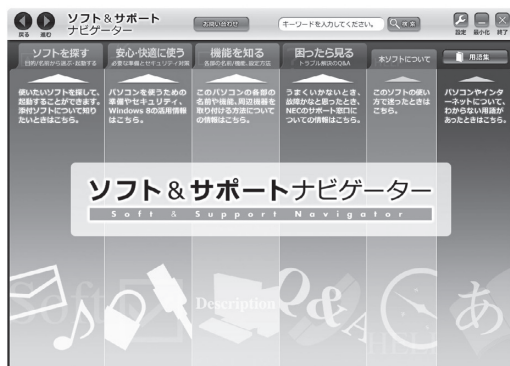 戻る
進む
ソフト&サポート
ナビゲーター
お問い合わせ
キーワードを入力してください。
検索
設定
最小化
終了
ソフトを探す
目的/名前から選ぶ・起動する
安心・快適に使う
必要な準備とセキュリティ対策
機能を知る
各部の名前/機能、設定方法
困ったら見る
トラブル解決のQ&A
本ソフトについて
用語集
使いたいソフトを探して、
起動することができます。
添付ソフトについて知り
たいときはこちら。
パソコンを使うための
準備やセキュリティ、
Windows 8の活用情報
はこちら。
このパソコンの各部の
名前や機能、周辺機器を
取り付ける方法について
の情報はこちら。
うまくいかないとき、
故障かなと思ったとき、
NECのサポート窓口に
ついての情報はこちら。
このソフトの使い
方で迷ったときは
こちら。
パソコンやインタ
ーネットについて、
わからない用語が
あったときはこちら。
ソフト&サポートナビゲーター
Soft & Support Navigator
Soft
Description
Q&A
HELP
あ